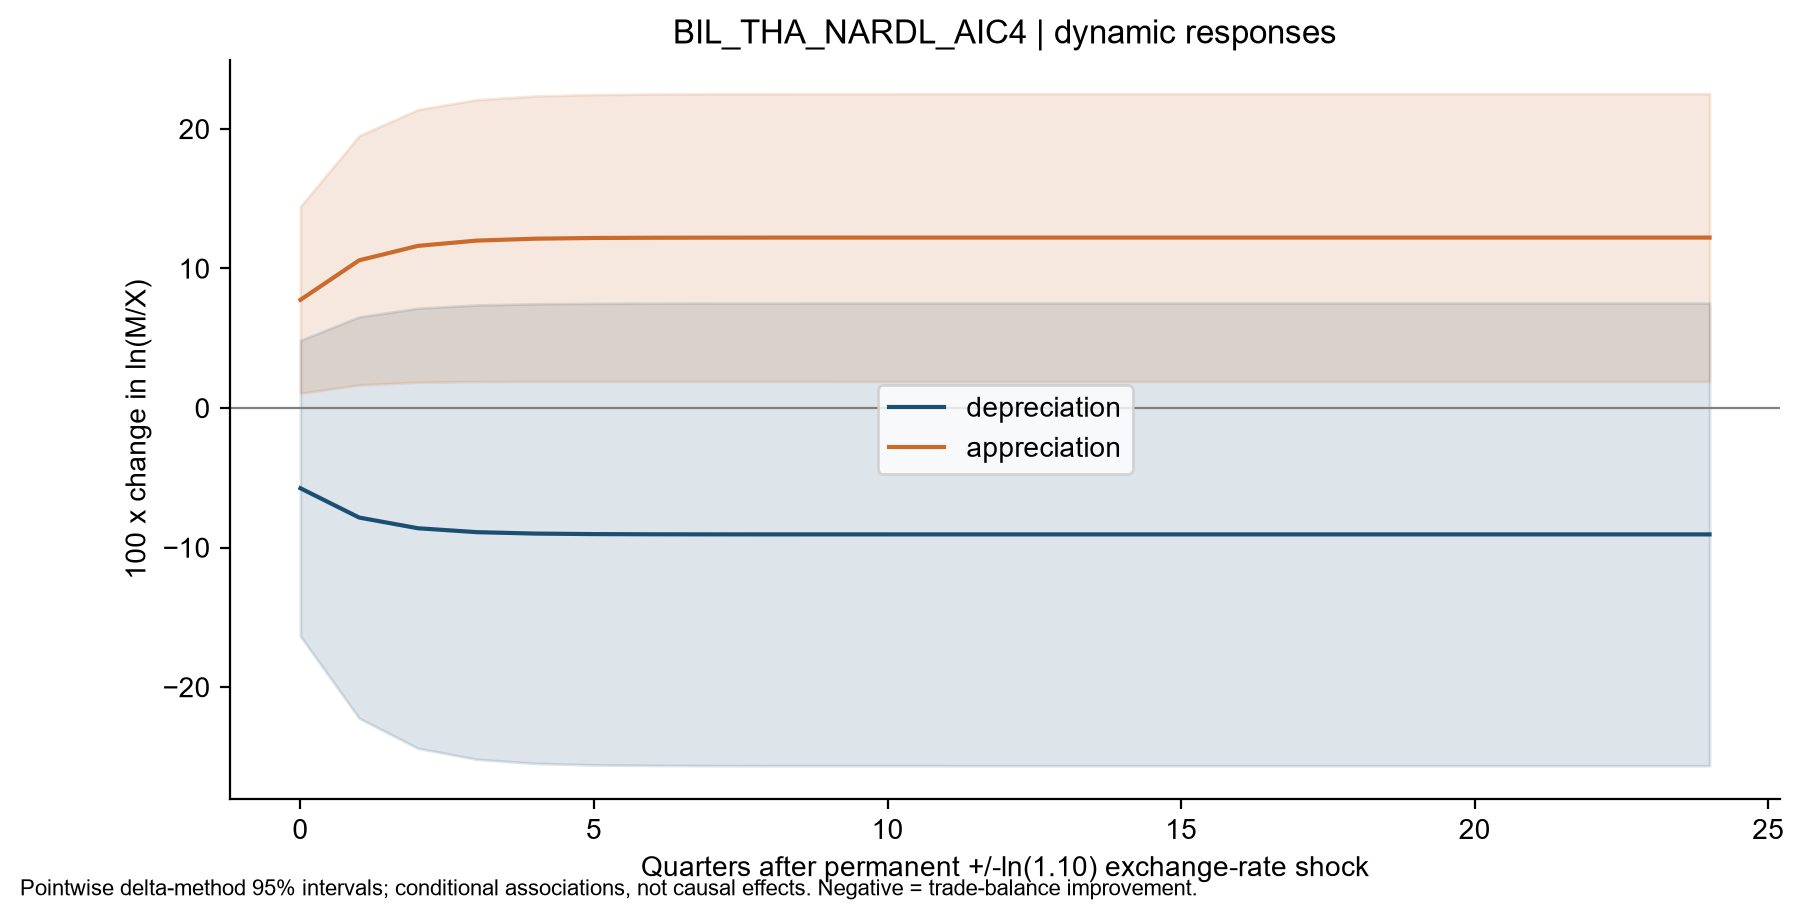 BIL_THA_NARDL_AIC4 | dynamic responses
100 x change in ln(M/X)
20
10
0
−10
−20
depreciation
appreciation
0 5 10 15 20 25
Quarters after permanent +/-ln(1.10) exchange-rate shock
Pointwise delta-method 95% intervals; conditional associations, not causal effects. Negative = trade-balance improvement.